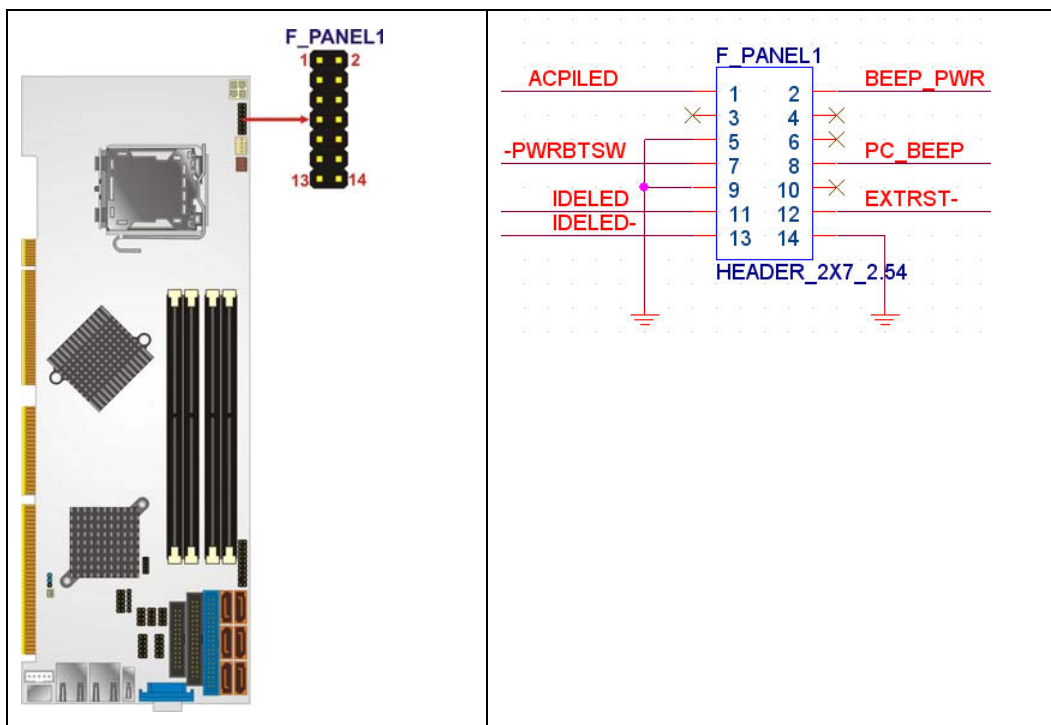 F_PANEL1
1 2
13 14
F_PANEL1
ACPILED 1 2 BEEP_PWR
3 4
5 6
-PWRBTSW 7 8 PC_BEEP
9 10
IDELED 11 12 EXTRST-
IDELED- 13 14
HEADER_2X7_2.54